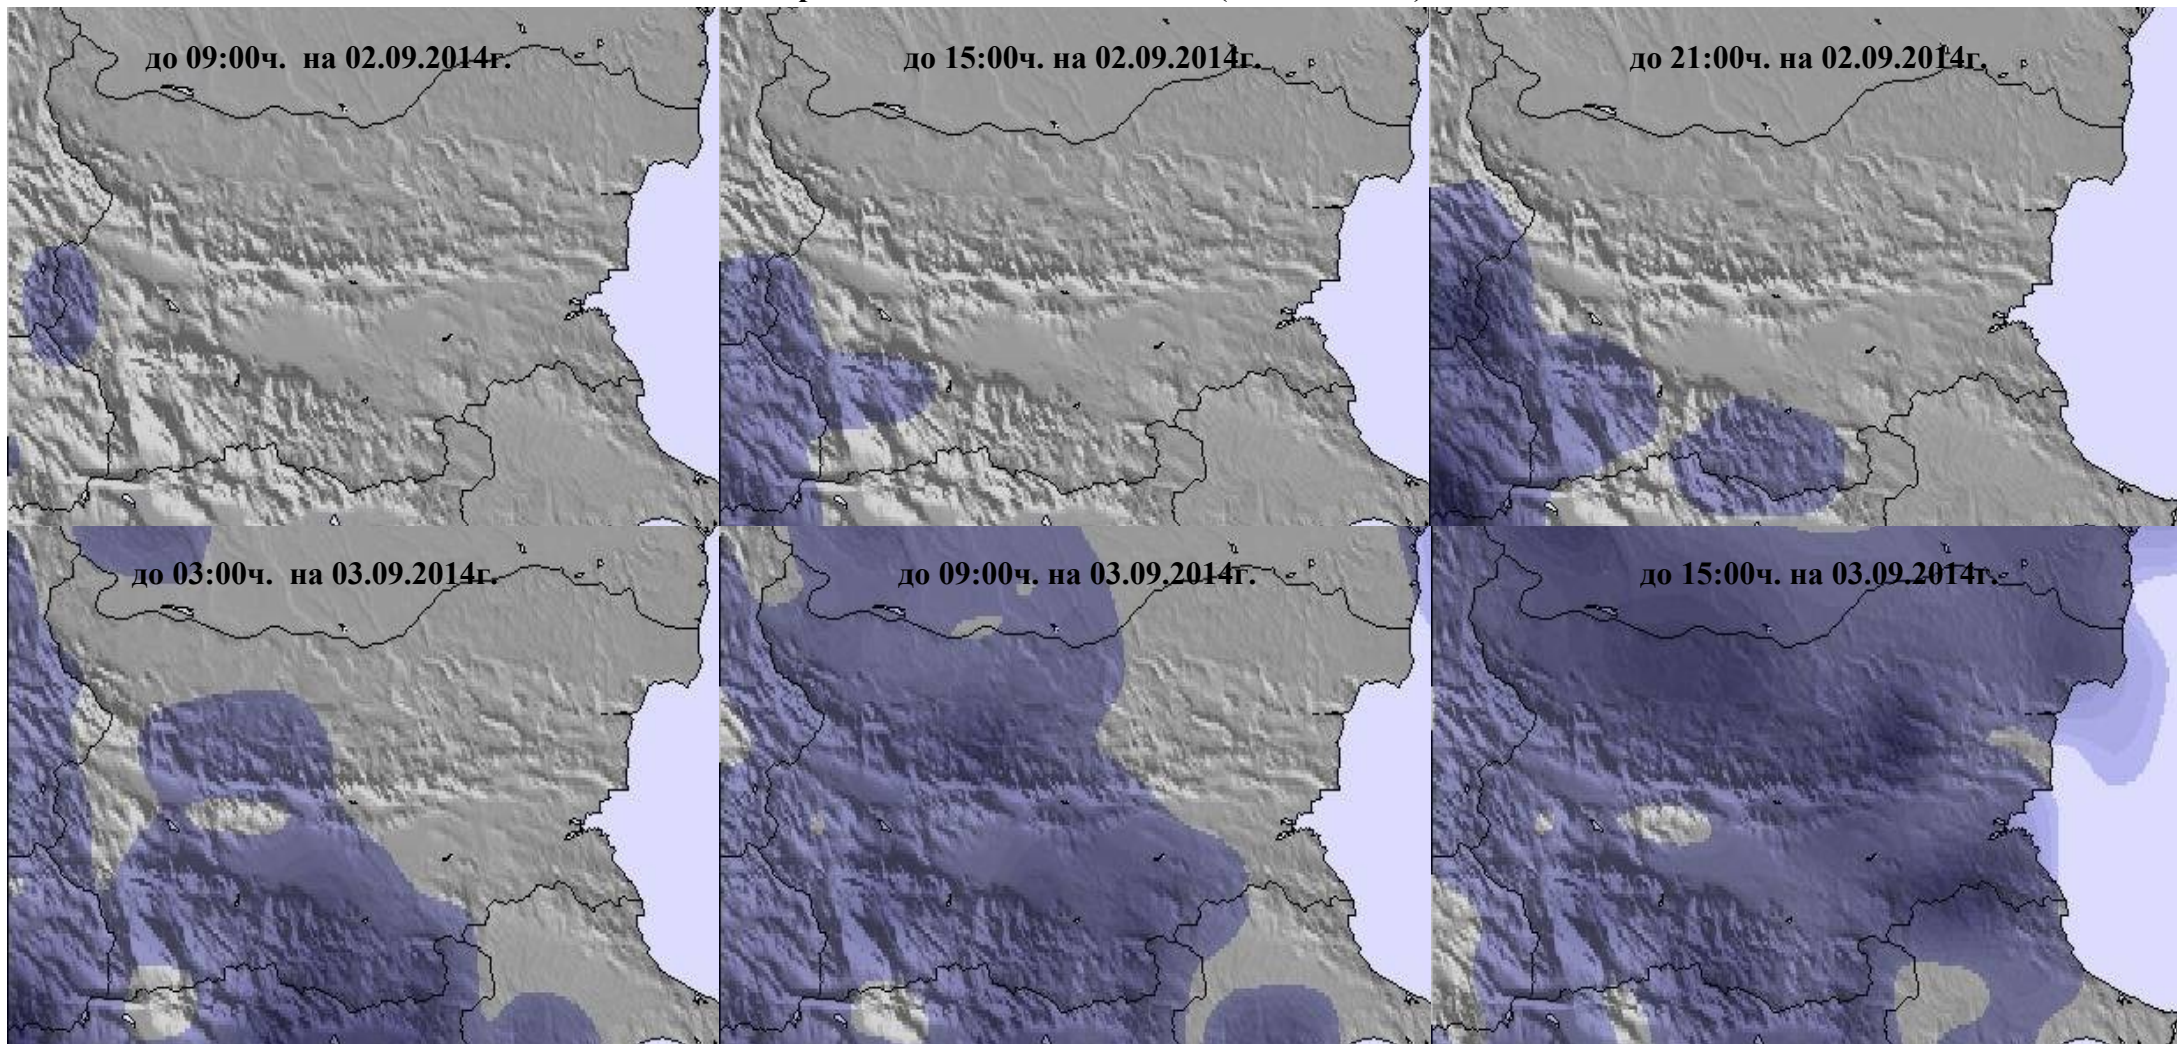 до 09:00ч. на 02.09.2014г.
до 15:00ч. на 02.09.2014г.
до 21:00ч. на 02.09.2014г.
до 03:00ч. на 03.09.2014г.
до 09:00ч. на 03.09.2014г.
до 15:00ч. на 03.09.2014г.